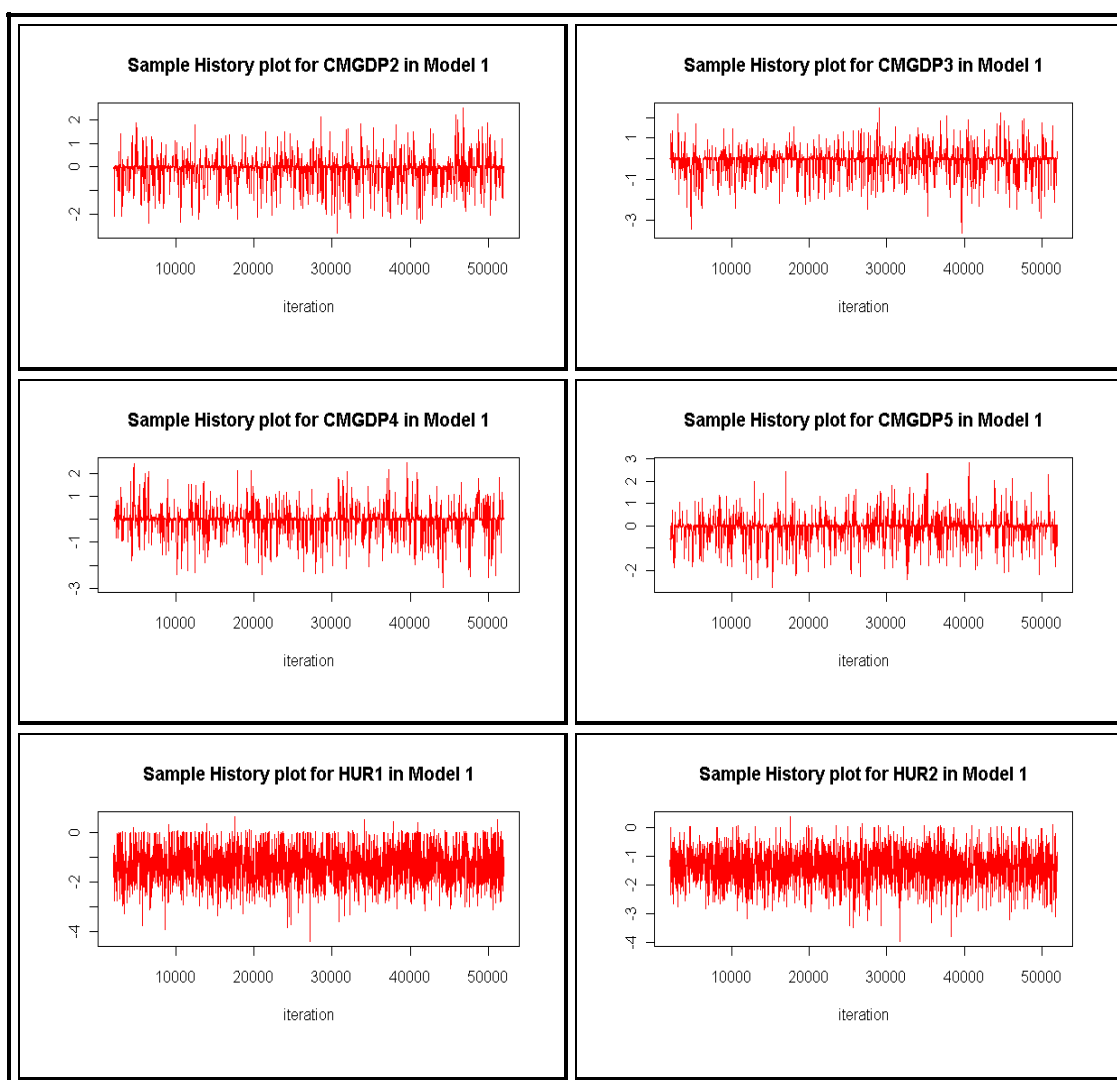 Sample History plot for CMGDP2 in Model 1
2
0
-2
10000 20000 30000 40000 50000
iteration
Sample History plot for CMGDP3 in Model 1
1
-1
-3
10000 20000 30000 40000 50000
iteration
Sample History plot for CMGDP4 in Model 1
2
1
-1
-3
10000 20000 30000 40000 50000
iteration
Sample History plot for CMGDP5 in Model 1
3
2
0
-2
10000 20000 30000 40000 50000
iteration
Sample History plot for HUR1 in Model 1
0
-2
-4
10000 20000 30000 40000 50000
iteration
Sample History plot for HUR2 in Model 1
0
-1
-2
-3
-4
10000 20000 30000 40000 50000
iteration